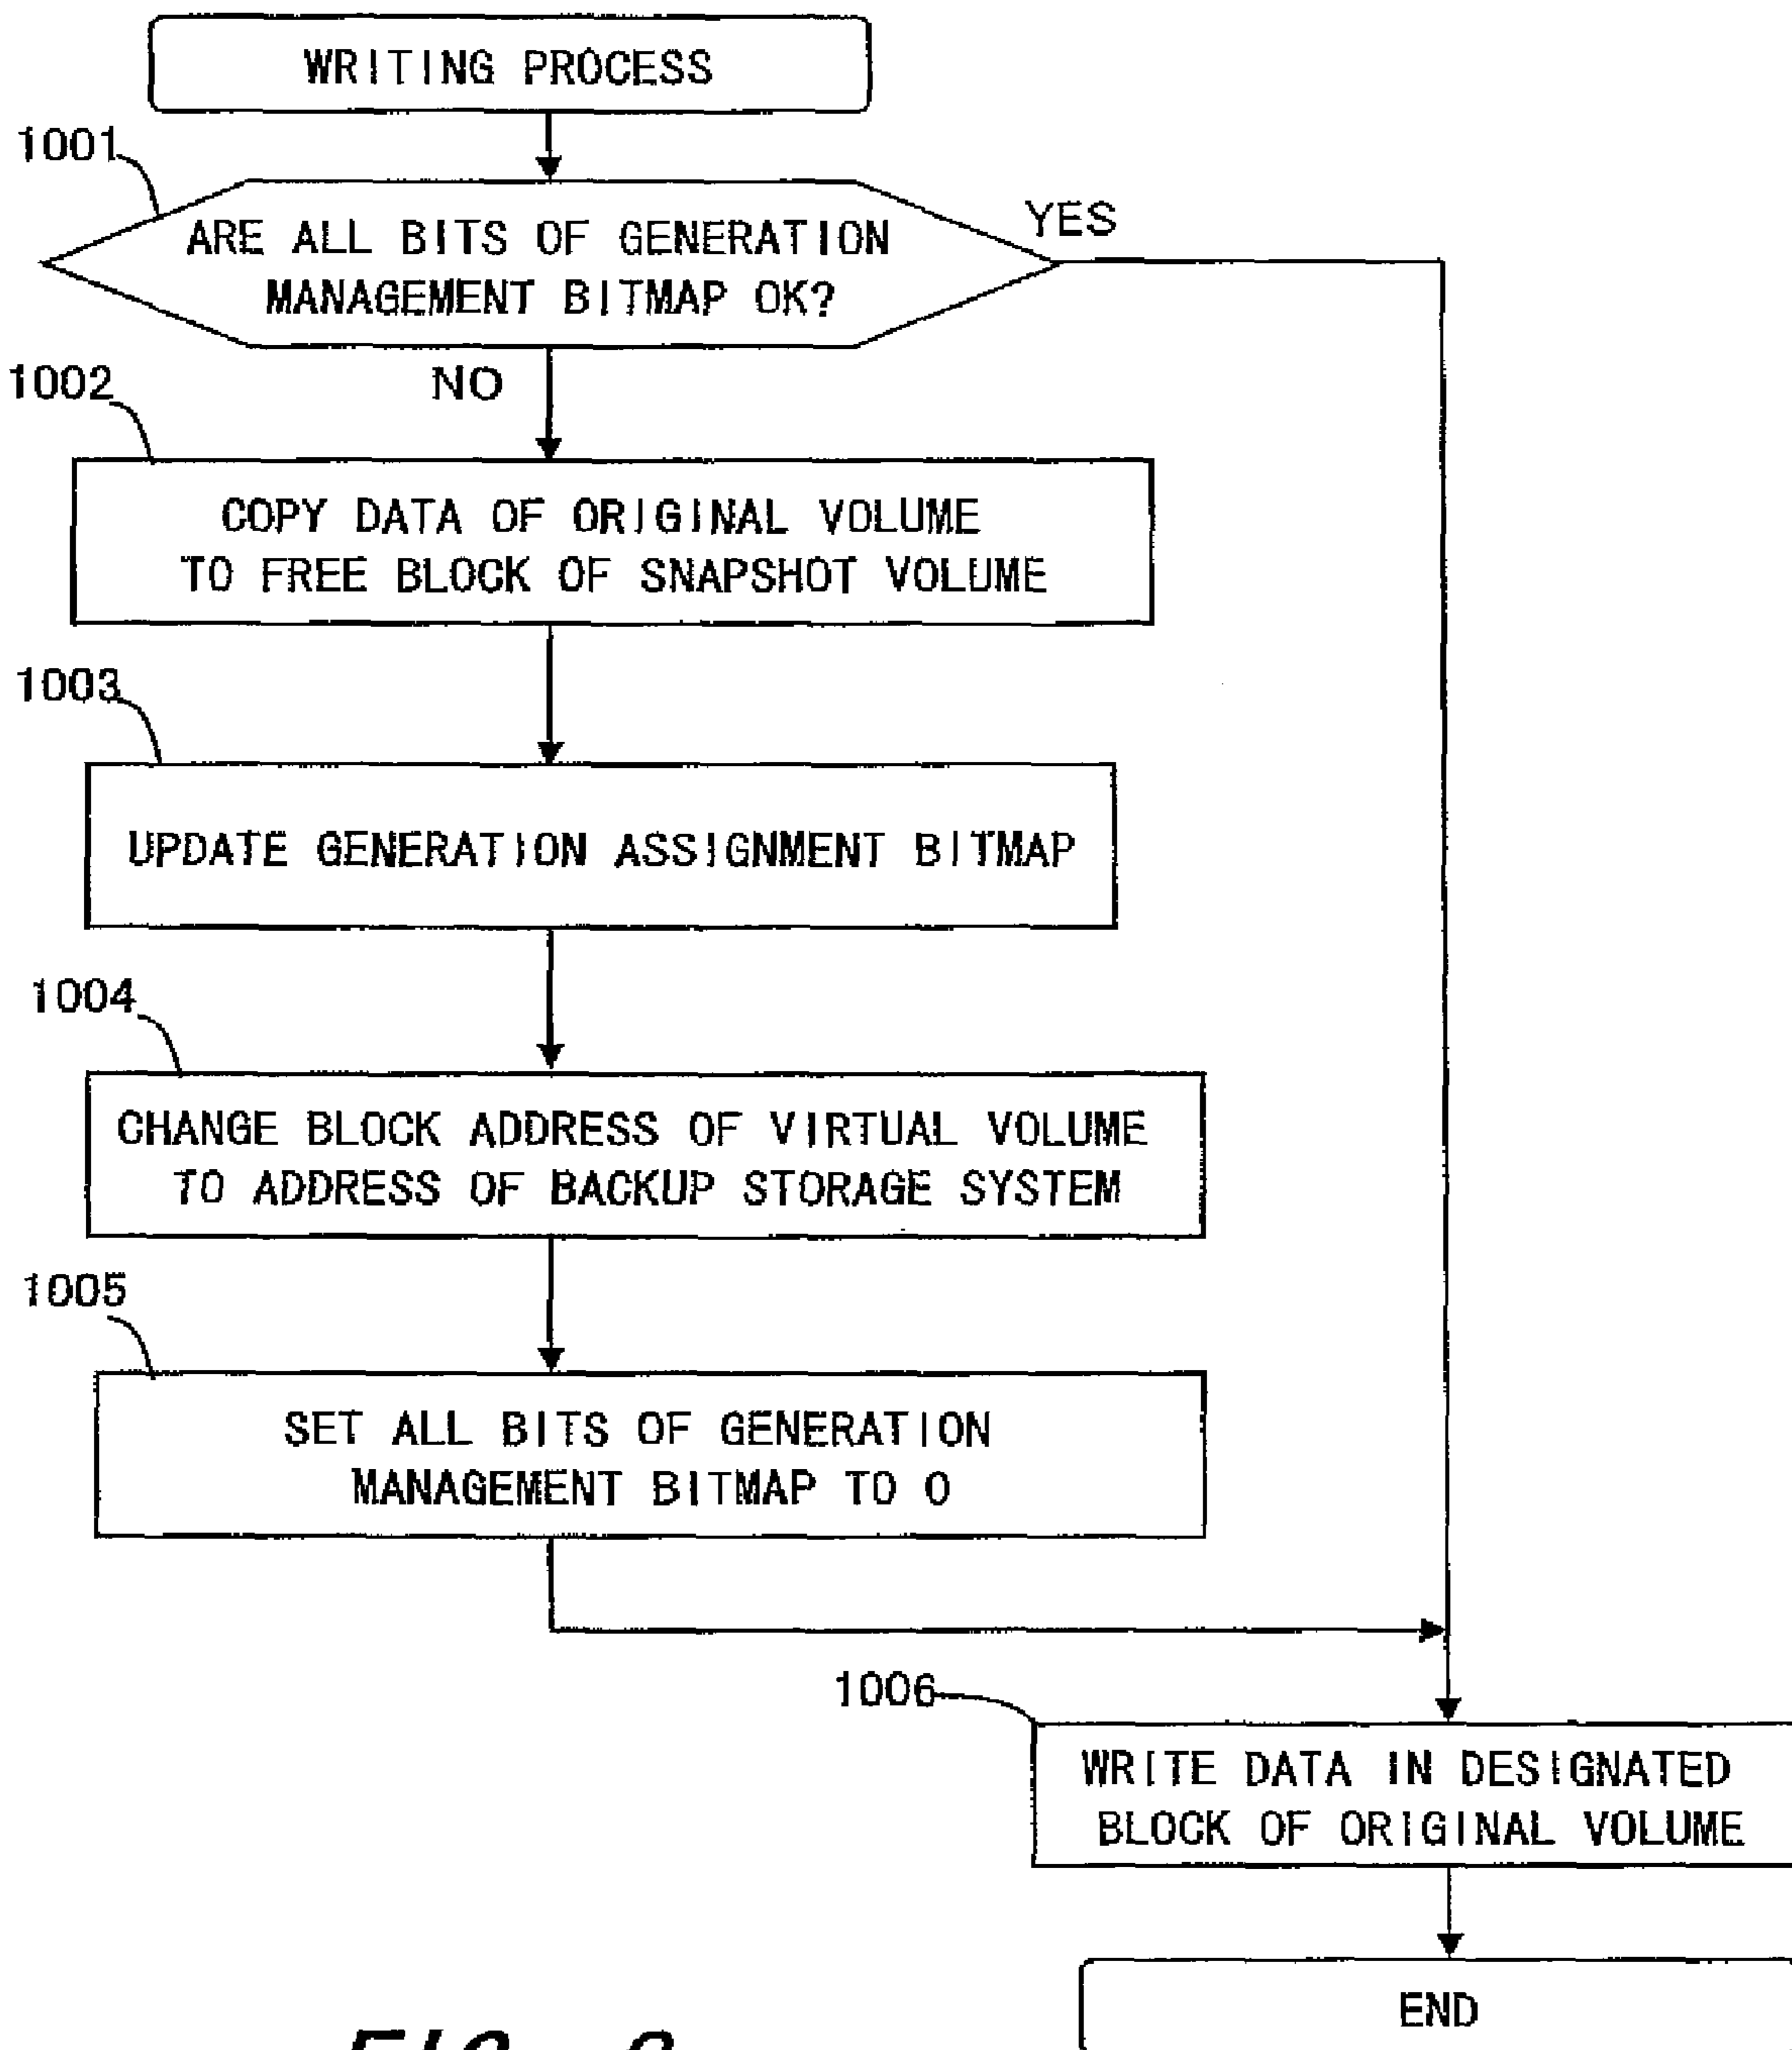 WRITING PROCESS
1001
ARE ALL BITS OF GENERATION
MANAGEMENT BITMAP OK?
YES
NO
1002
COPY DATA OF ORIGINAL VOLUME
TO FREE BLOCK OF SNAPSHOT VOLUME
1003
UPDATE GENERATION ASSIGNMENT BITMAP
1004
CHANGE BLOCK ADDRESS OF VIRTUAL VOLUME
TO ADDRESS OF BACKUP STORAGE SYSTEM
1005
SET ALL BITS OF GENERATION
MANAGEMENT BITMAP TO 0
1006
WRITE DATA IN DESIGNATED
BLOCK OF ORIGINAL VOLUME
END